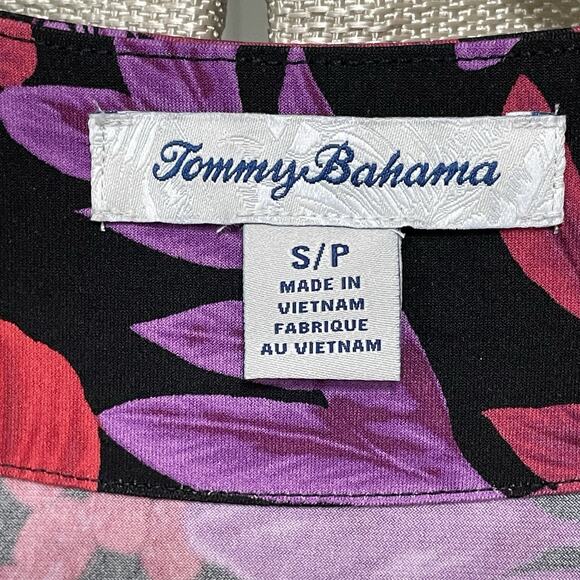 Tommy Bahama
S/P
MADE IN
VIETNAM
FABRIQUE
AU VIETNAM